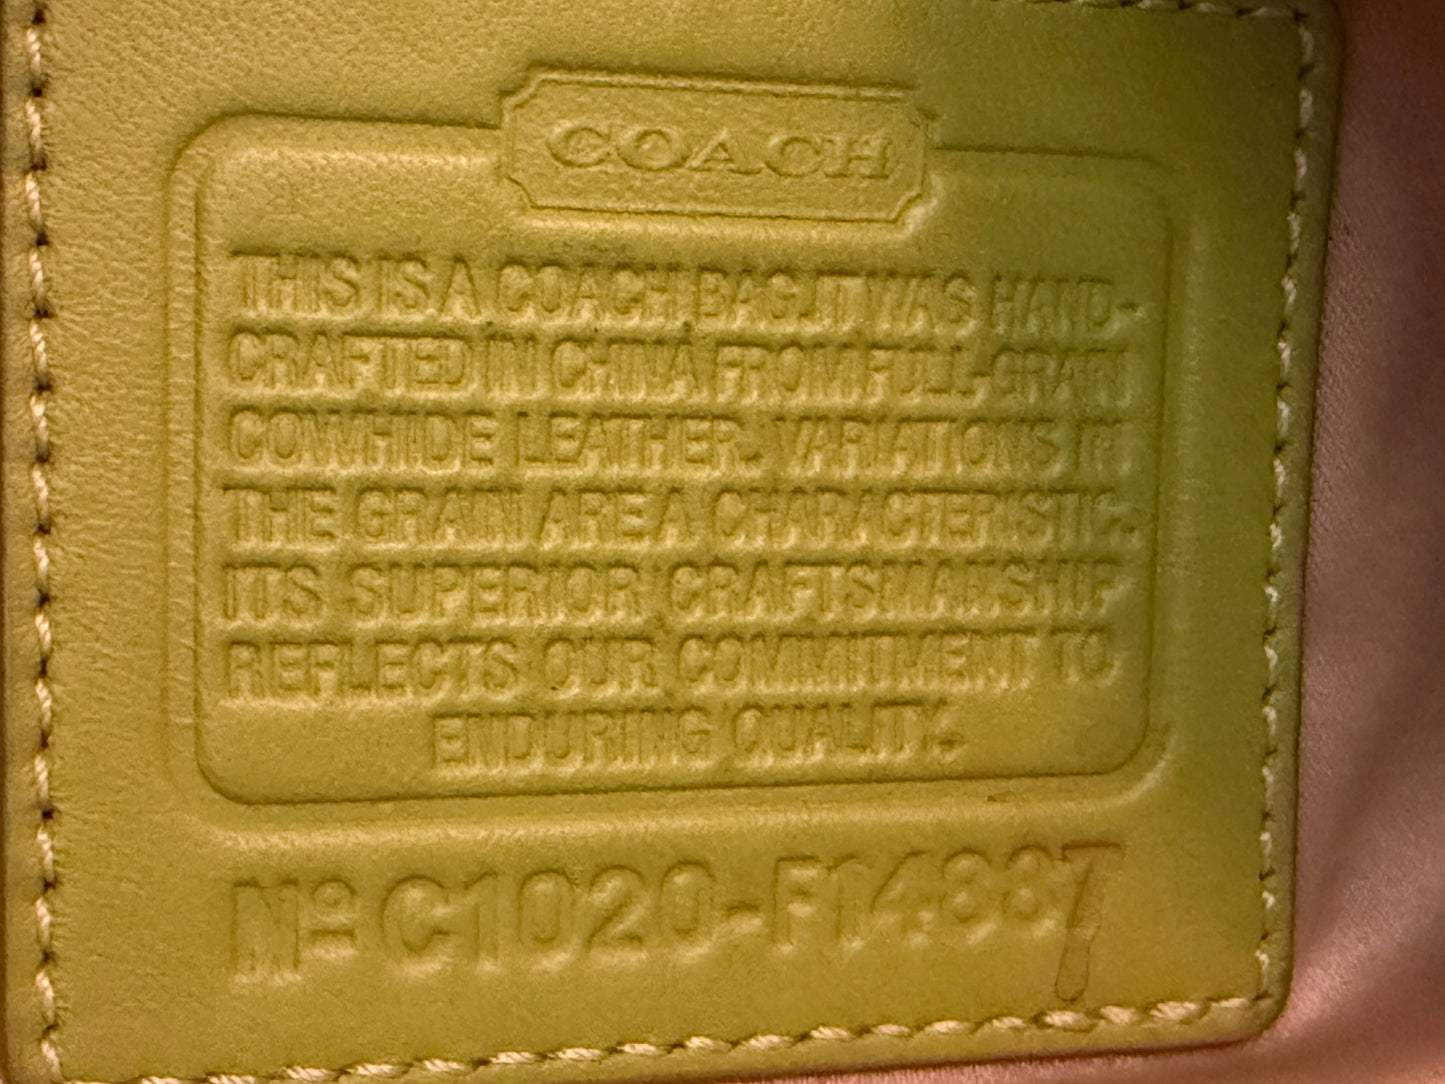 COACH
THIS IS A COACH BAG. IT WAS HAND-
CRAFTED IN CHINA FROM FULL-GRAIN
COWHIDE LEATHER. VARIATIONS IN
THE GRAIN ARE A CHARACTERISTIC.
ITS SUPERIOR CRAFTSMANSHIP
REFLECTS OUR COMMITMENT TO
ENDURING QUALITY.
Nº C1020-F14887